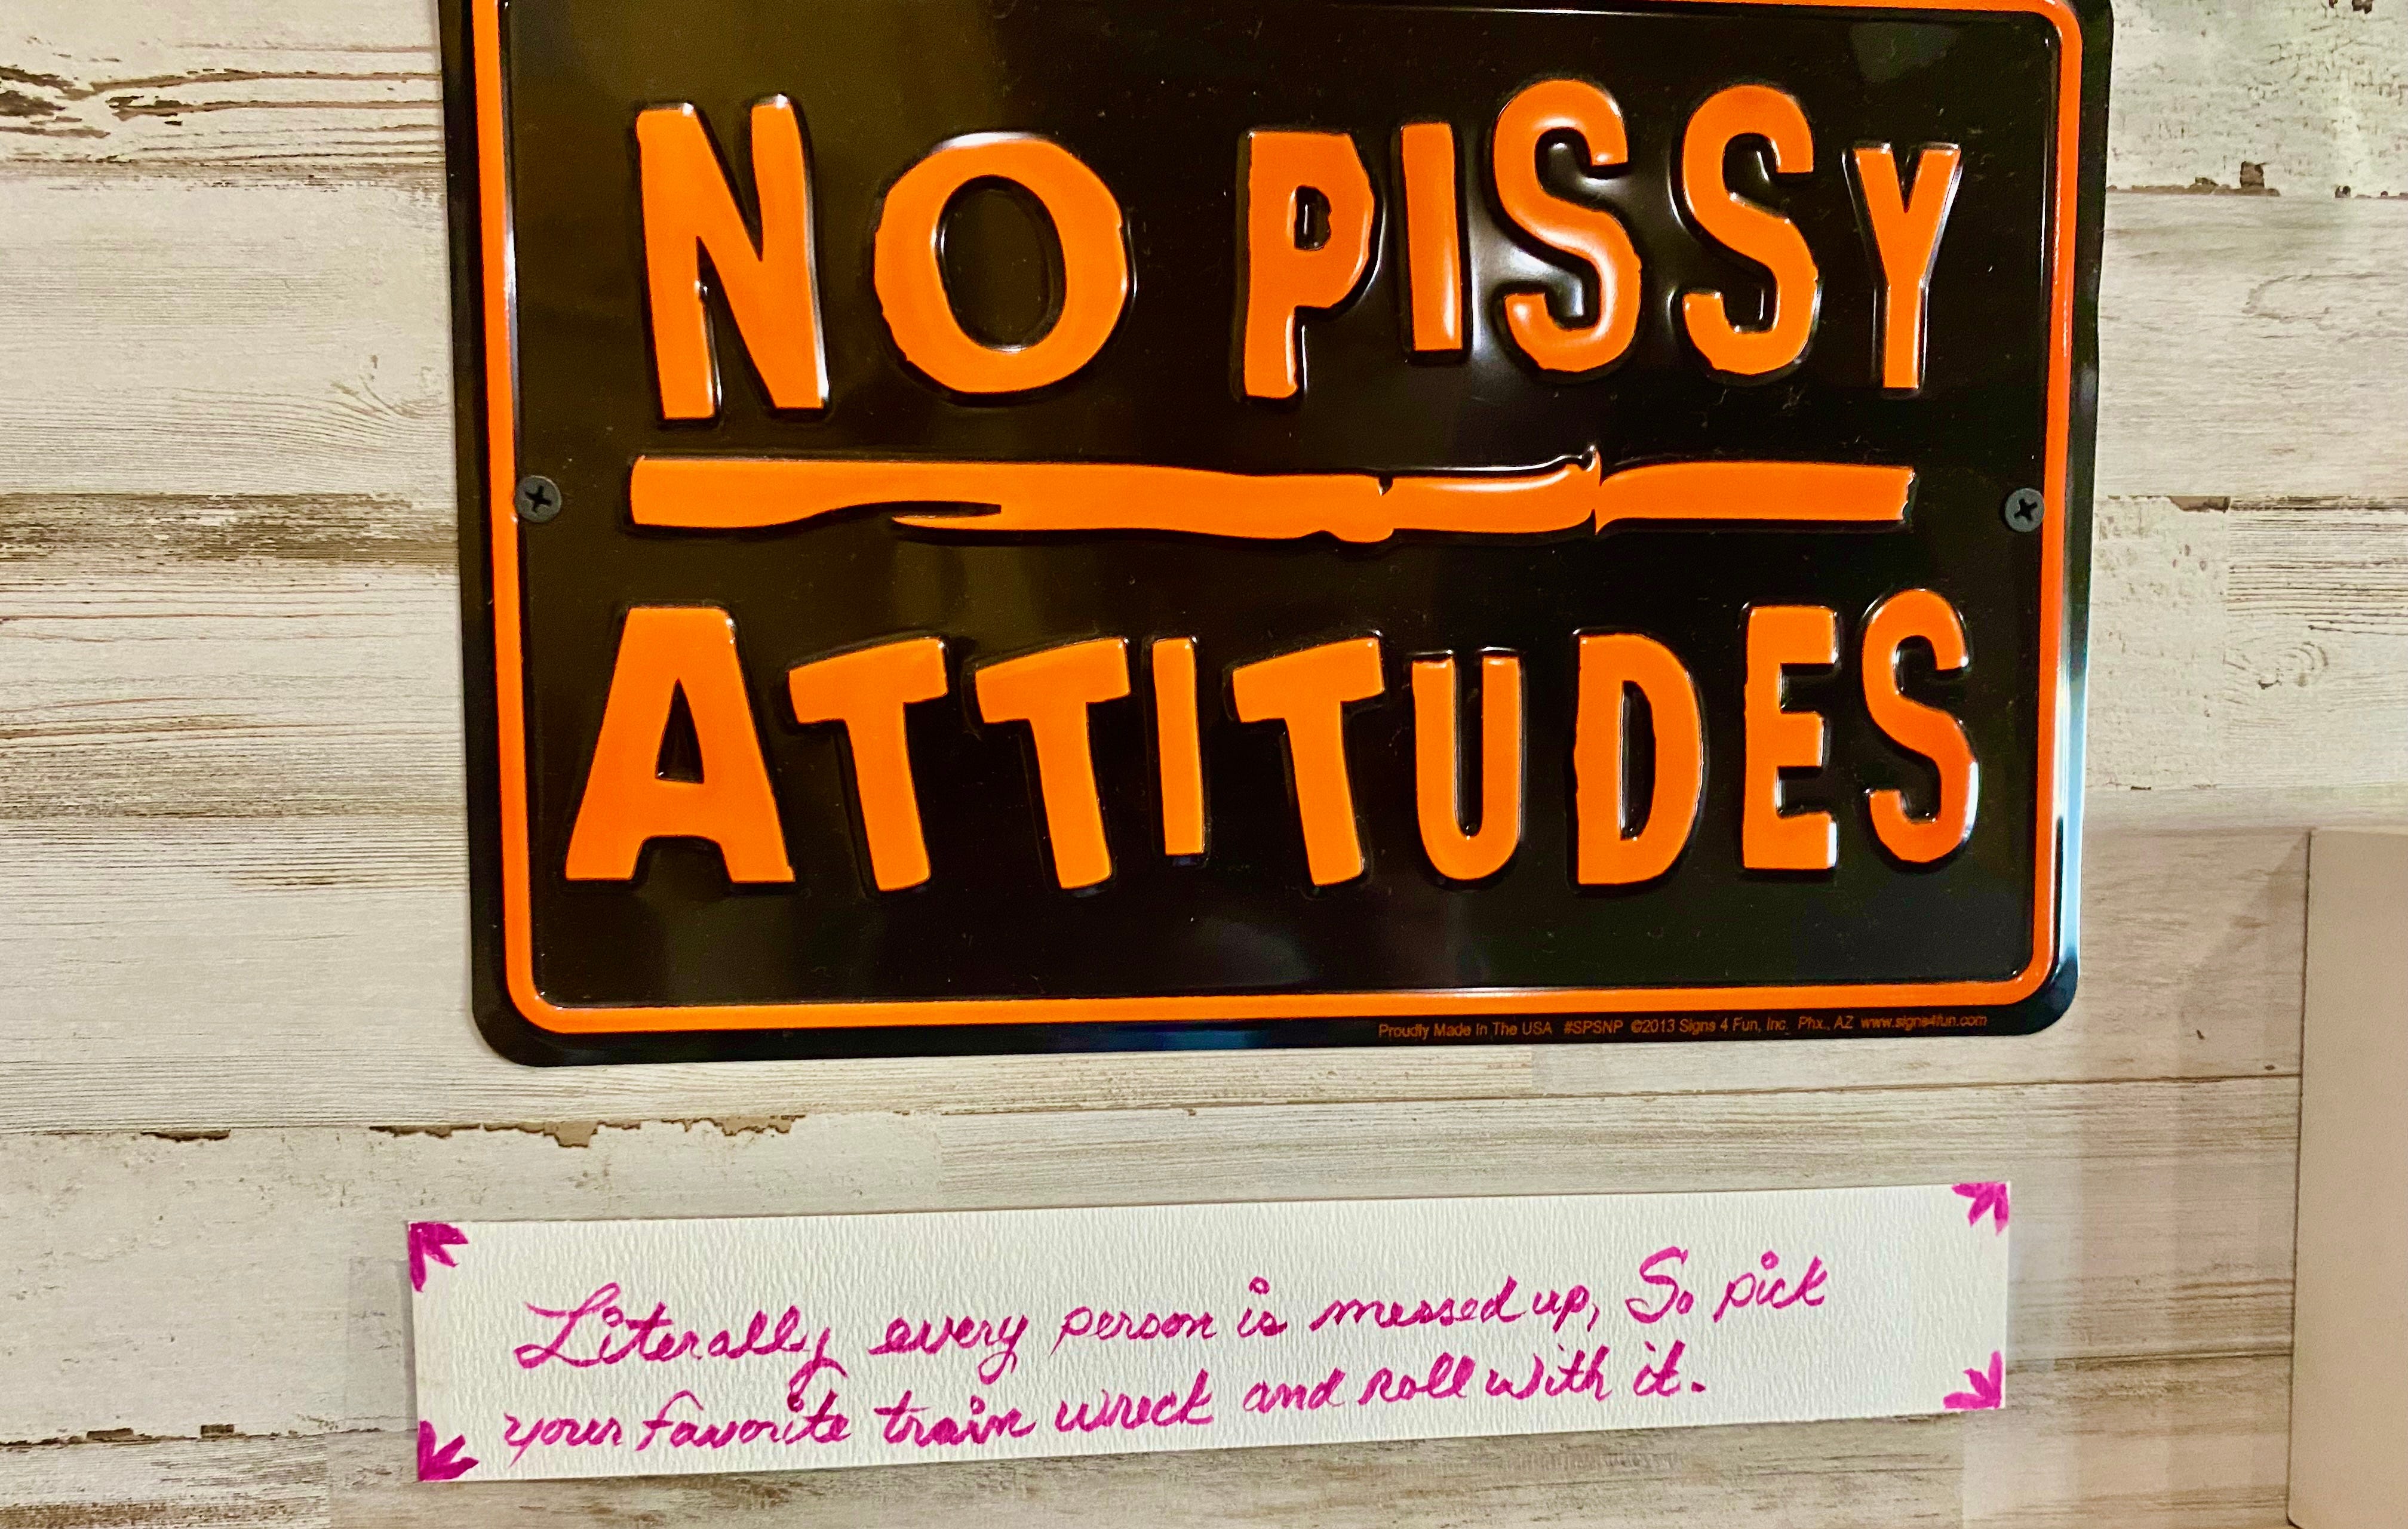 NO PISSY
ATTITUDES
Proudly Made In The USA #SPSNP ©2013 Signs 4 Fun, Inc. Phx., AZ www.signs4fun.com
Literally every person is messed up, So pick
your favorite train wreck and roll with it.